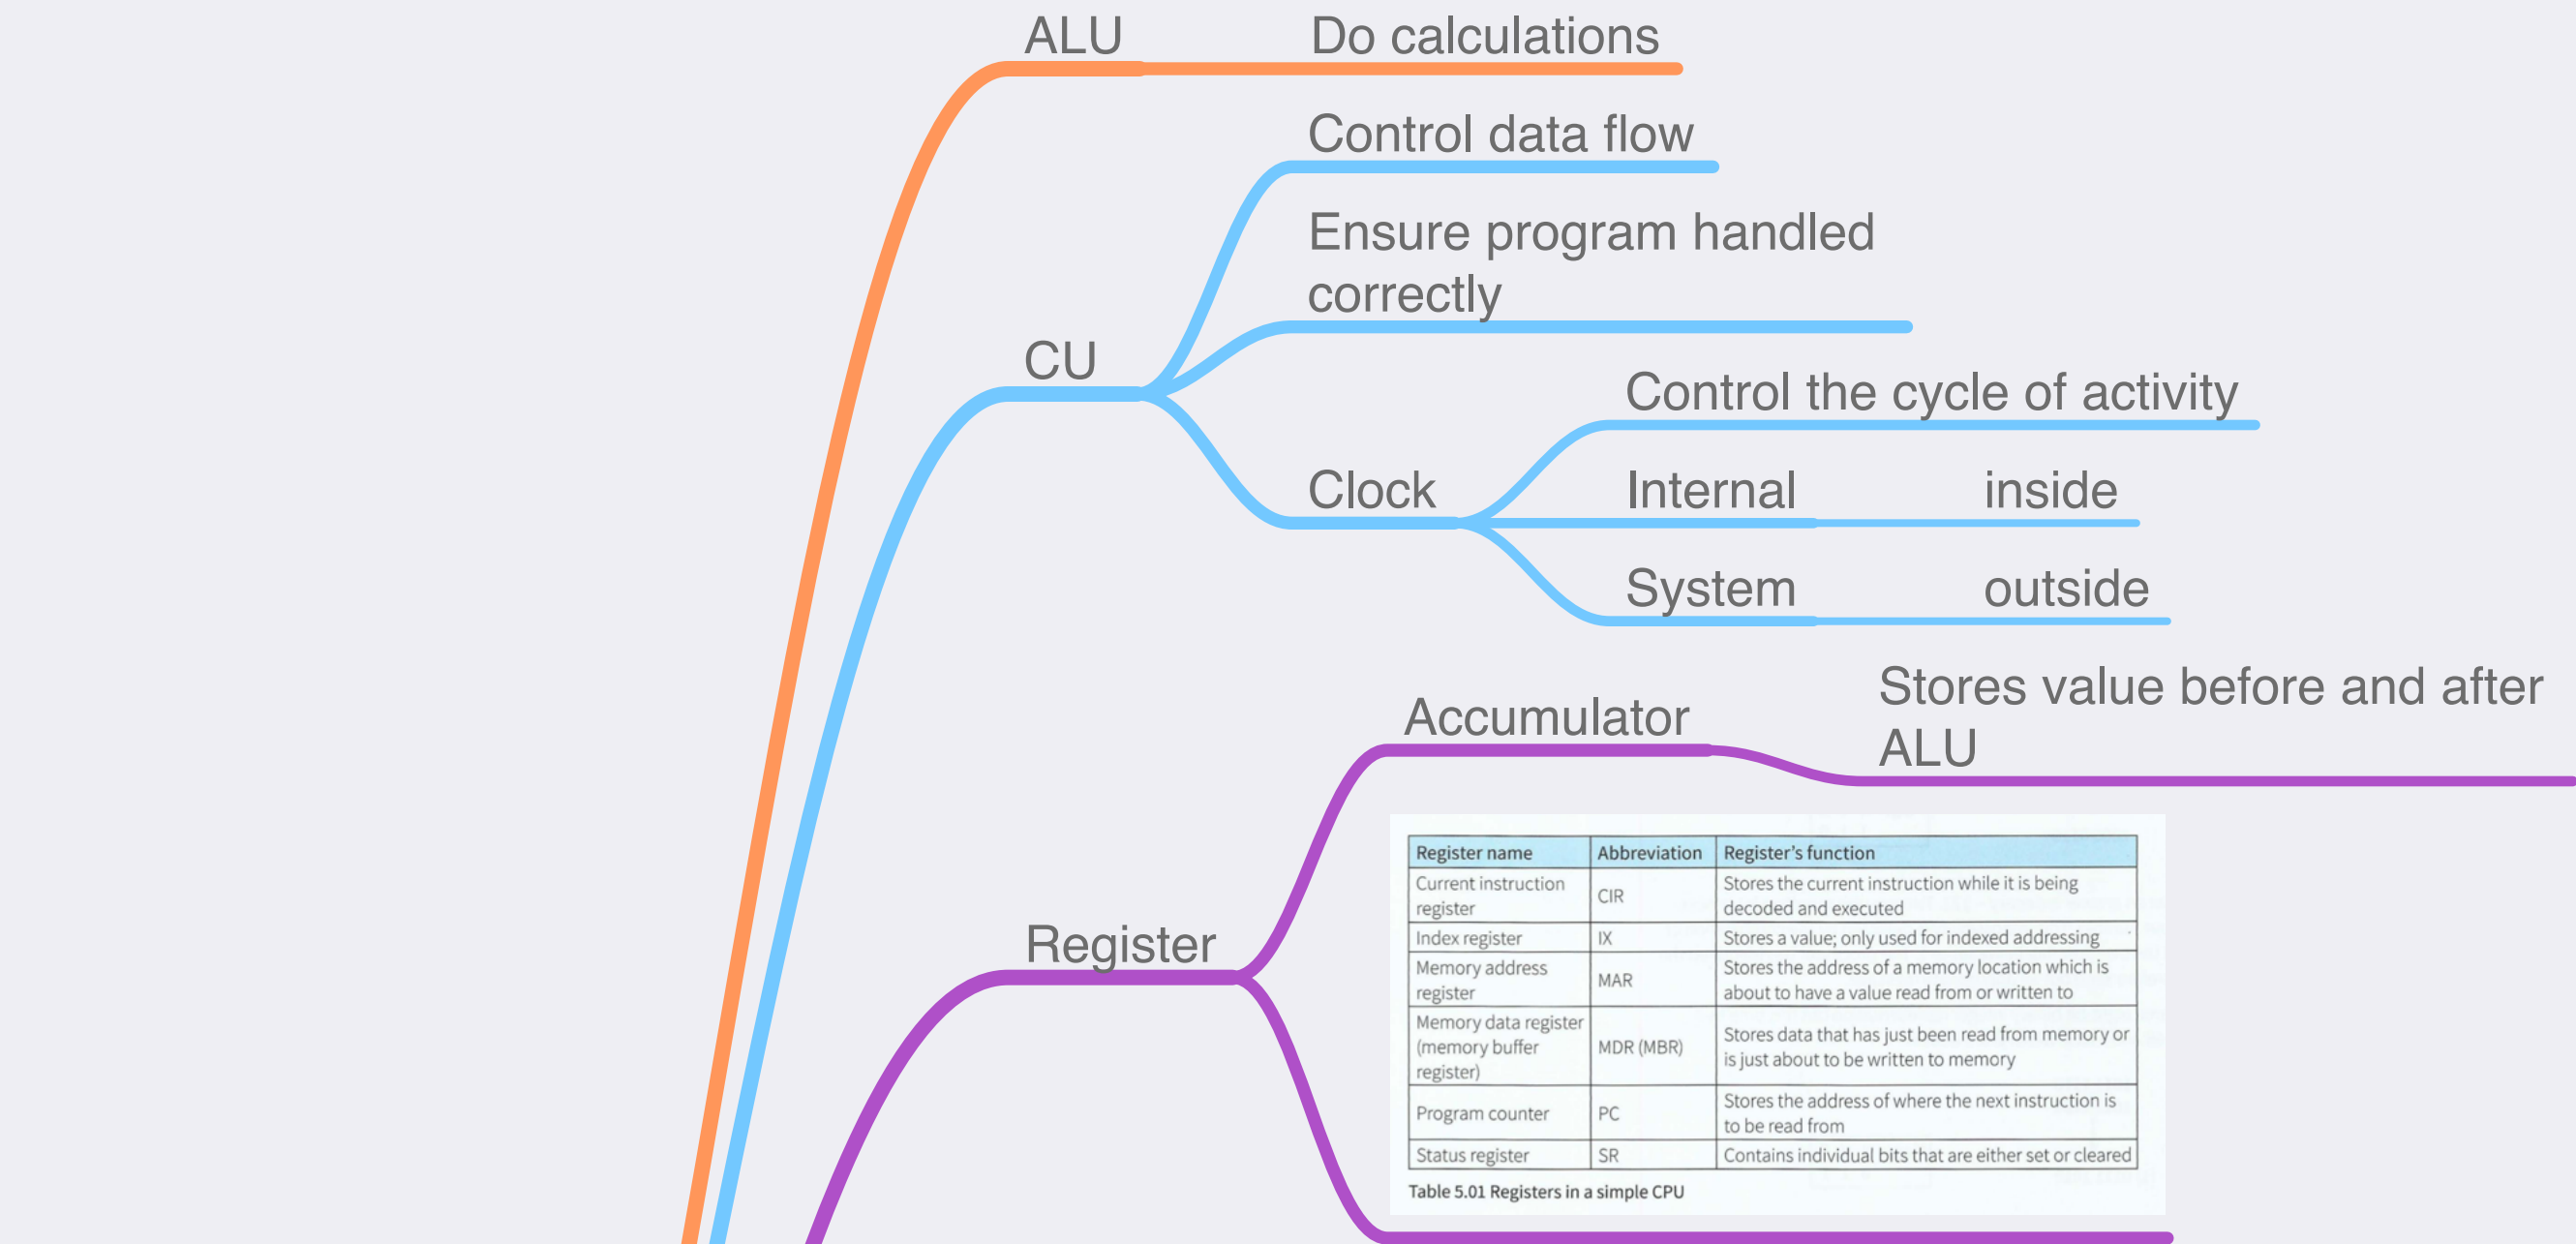 ALU
Do calculations
Control data flow
Ensure program handled
correctly
CU
Control the cycle of activity
Clock
Internal
inside
System
outside
Stores value before and after
ALU
Accumulator
Register
Register name Abbreviation Register's function
Current instruction
register
CIR
Stores the current instruction while it is being
decoded and executed
Index register IX Stores a value; only used for indexed addressing
Memory address
register
MAR
Stores the address of a memory location which is
about to have a value read from or written to
Memory data register
(memory buffer
register)
MDR (MBR)
Stores data that has just been read from memory or
is just about to be written to memory
Program counter
PC
Stores the address of where the next instruction is
to be read from
Status register SR Contains individual bits that are either set or cleared
Table 5.01 Registers in a simple CPU